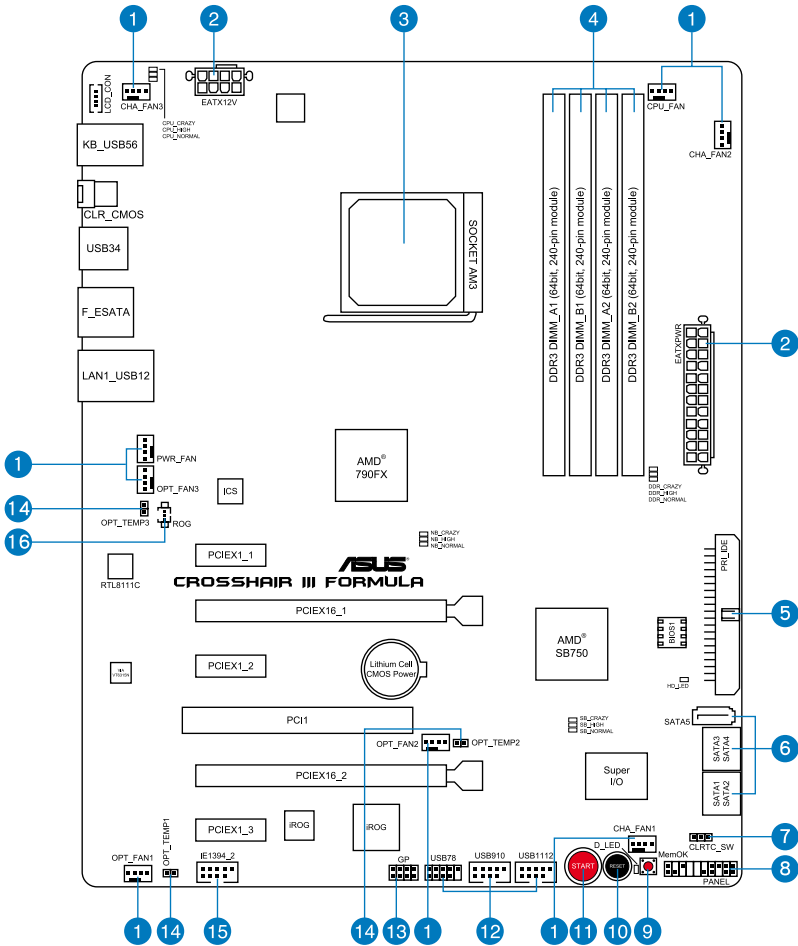 1
2
3
4
1
LCD_CON
CHA_FAN3
CPU_CRAZY
CPU_HIGH
CPU_NORMAL
EATX12V
CPU_FAN
CHA_FAN2
KB_USB56
CLR_CMOS
USB34
F_ESATA
LAN1_USB12
SOCKET AM3
DDR3 DIMM_A1 (64bit, 240-pin module)
DDR3 DIMM_B1 (64bit, 240-pin module)
DDR3 DIMM_A2 (64bit, 240-pin module)
DDR3 DIMM_B2 (64bit, 240-pin module)
EATXPWR
2
1
PWR_FAN
OPT_FAN3
14
OPT_TEMP3
16
ROG
ICS
AMD®
790FX
DDR_CRAZY
DDR_HIGH
DDR_NORMAL
NB_CRAZY
NB_HIGH
NB_NORMAL
RTL8111C
PCIEX1_1
ASUS
CROSSHAIR III FORMULA
PCIEX16_1
PRI_IDE
5
AMD®
SB750
BIOS1
VIA
PCIEX1_2
Lithium Cell
CMOS Power
HD_LED
PCI1
14
OPT_FAN2
OPT_TEMP2
SB_CRAZY
SB_HIGH
SB_NORMAL
SATA5
SATA3
SATA4
6
PCIEX16_2
Super
I/O
SATA1
SATA2
PCIEX1_3
iROG
iROG
CHA_FAN1
CLRTC_SW
7
OPT_FAN1
OPT_TEMP1
IE1394_2
GP
USB78
USB910
USB1112
D_LED
START
RESET
MemOK
PANEL
8
1
14
15
14
13
1
12
1
11
10
9